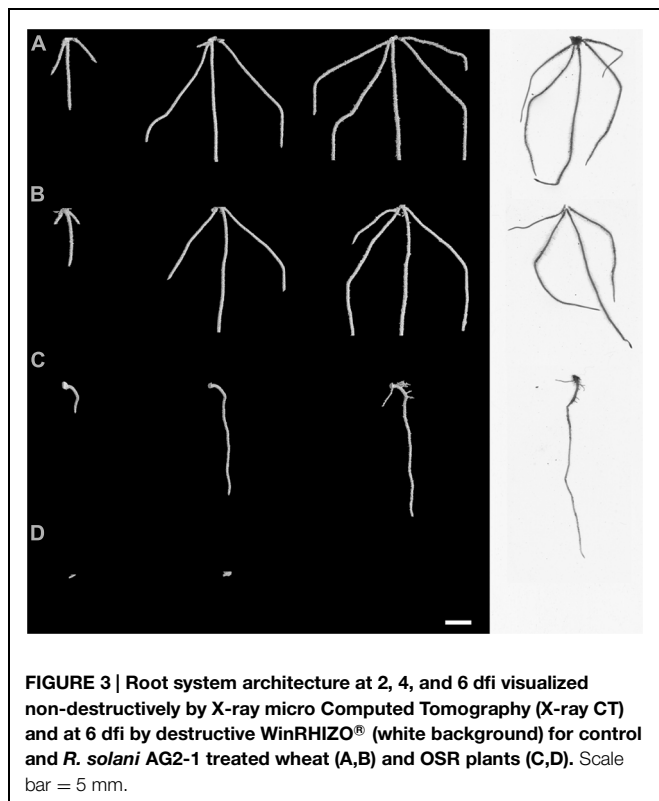 A
B
C
D
FIGURE 3 | Root system architecture at 2, 4, and 6 dfi visualized
non-destructively by X-ray micro Computed Tomography (X-ray CT)
and at 6 dfi by destructive WinRHIZO® (white background) for control
and R. solani AG2-1 treated wheat (A,B) and OSR plants (C,D). Scale
bar = 5 mm.